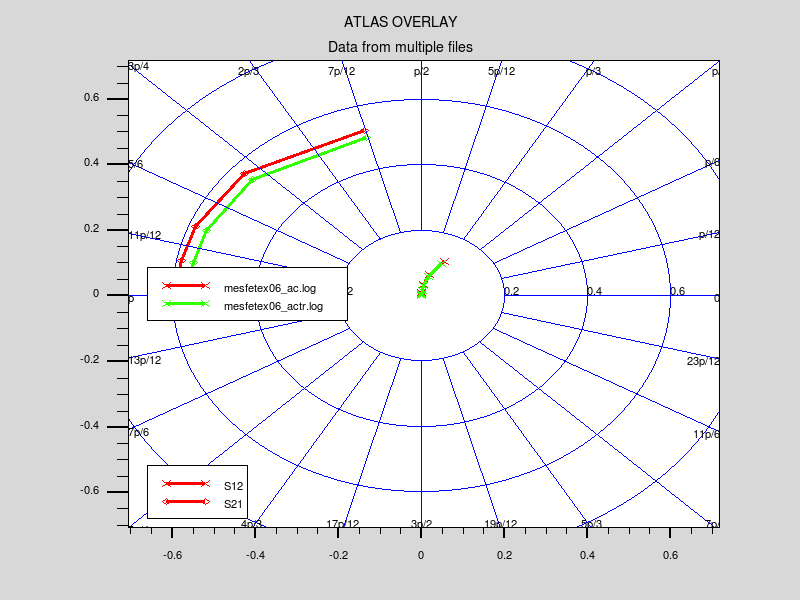 ATLAS OVERLAY
Data from multiple files
3p/4 2p/3 7p/12 p/2 5p/12 p/3 p/
0.6
0.4 5/6 p/6
0.2 11p/12 p/12
mesfetex06_ac.log
mesfetex06_actr.log
0 p 2 0.2 0.4 0.6 0
-0.2 13p/12 23p/12
-0.4 7p/6 11p/6
-0.6
S12
S21
4p/3 17p/12 3p/2 19p/12 5p/3 7p/
-0.6 -0.4 -0.2 0 0.2 0.4 0.6